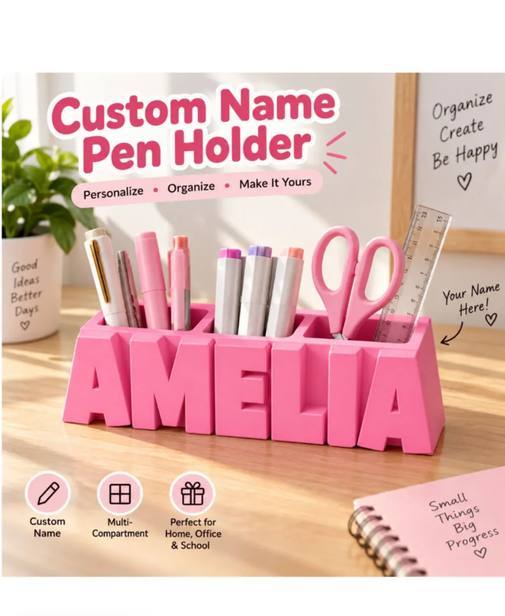 Custom Name
Pen Holder
Personalize • Organize • Make It Yours
Organize
Create
Be Happy
Good
Ideas
Better
Days
Your Name
Here!
AMELIA
Custom
Name
Multi-
Compartment
Perfect for
Home, Office
& School
Small
Things
Big
Progress